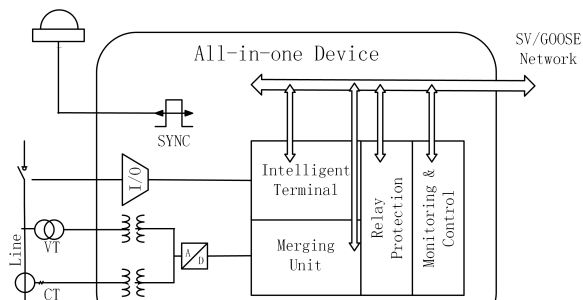 All-in-one Device
SV/GOOSE
Network
SYNC
I/O
Intelligent
Terminal
Relay
Protection
Monitoring &
Control
Line
VT
A/D
Merging
Unit
CT